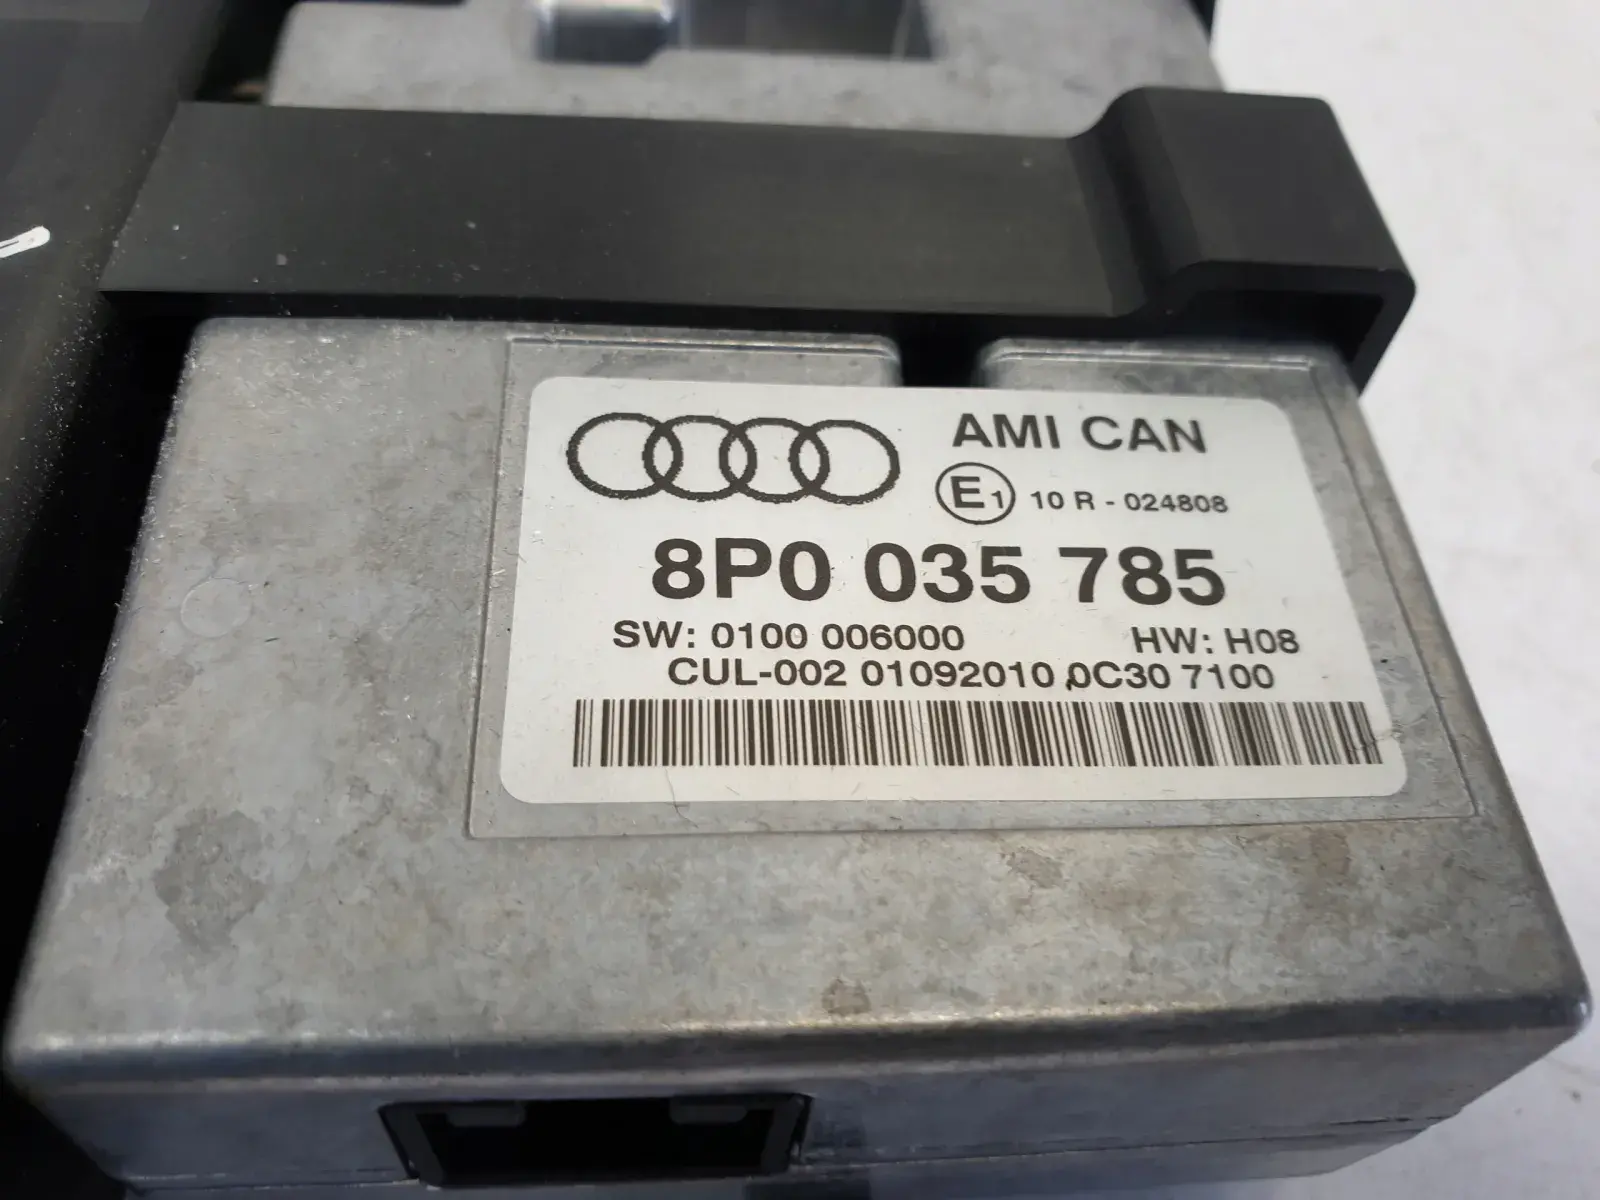 AMI CAN
E1 10 R - 024808
8P0 035 785
SW: 0100 006000 HW: H08
CUL-002 01092010 0C30 7100